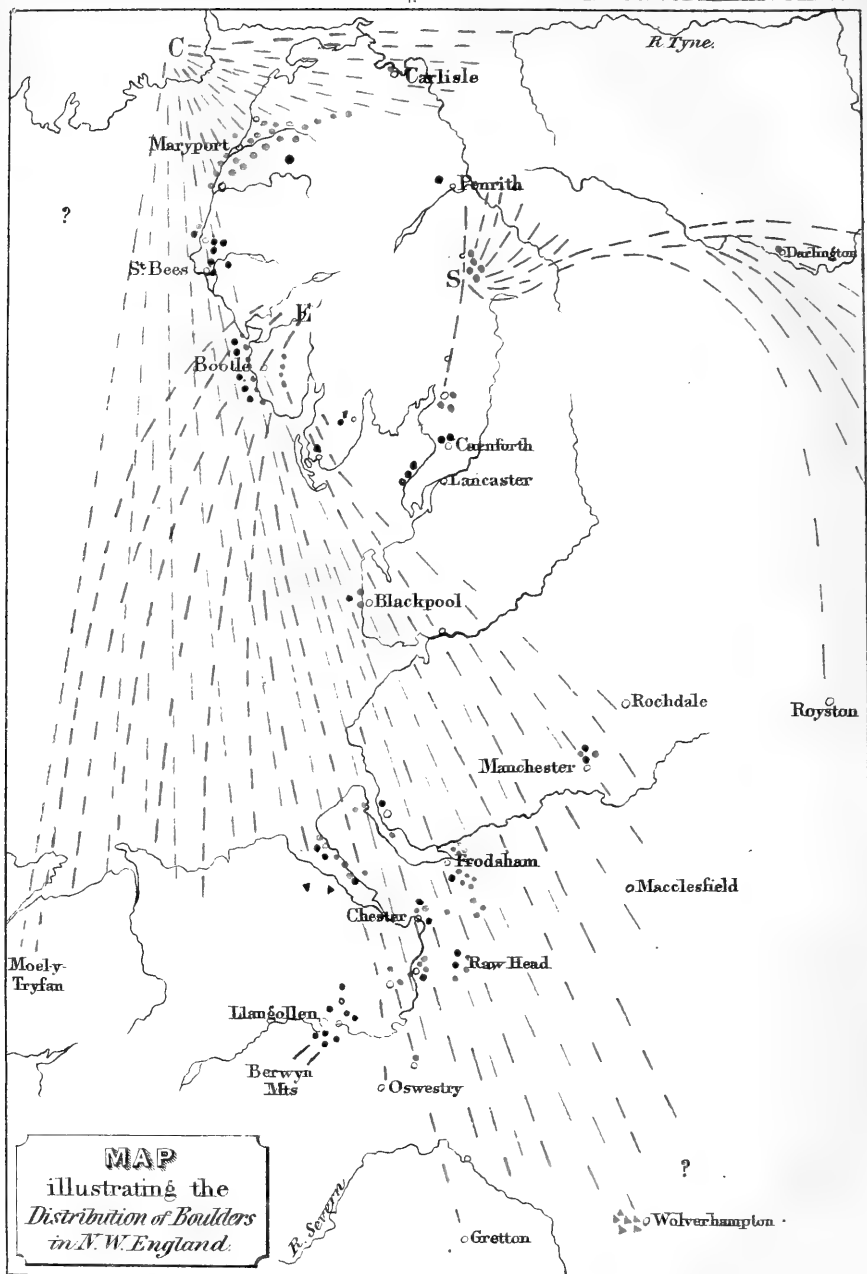 C
R. Tyne.
Carlisle
Maryport
Penrith
?
St. Bees
S
Darlington
E
Bootle
Carnforth
Lancaster
Blackpool
Rochdale
Royston
Manchester
Frodsham
Macclesfield
Chester
Raw Head
Moel-y-
Tryfan
Llangollen
Berwyn
Mts
Oswestry
MAP
illustrating the
Distribution of Boulders
in N.W. England.
R. Severn
?
Gretton
Wolverhampton